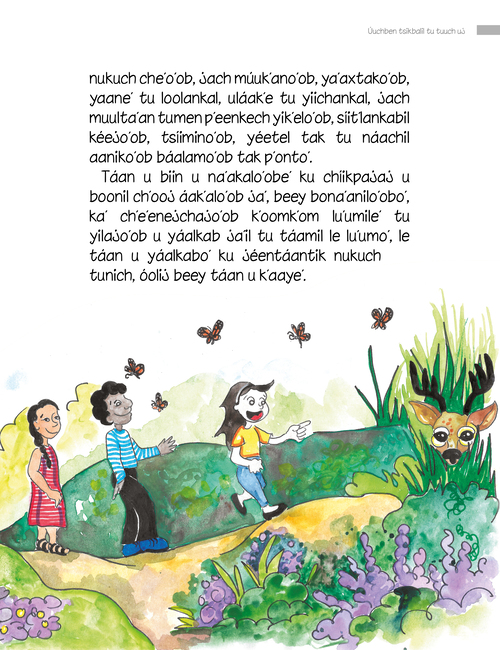 Úuchben tsikbalil tu tuuch uj
nukuch che'o'ob, jach múuk'ano'ob, ya'axtako'ob,
yaane' tu loolankal, uláak'e tu yiichankal, jach
muulta'an tumen p'eenkech yik'elo'ob, síit1ankabil
kéejo'ob, tsíimino'ob, yéetel tak tu náachil
aaniko'ob báalamo'ob tak p'onto'.
Táan u biin u na'akalo'obe' ku chíikpajaj u
boonil ch'ooj áak'alo'ob ja', beey bona'anilo'obo',
ka' ch'e'enejchajo'ob k'oomk'om lu'umile' tu
yilajo'ob u yáalkab ja'il tu táamil le lu'umo', le
táan u yáalkabo' ku jéentáantik nukuch
tunich, óolij beey táan u k'aaye'.